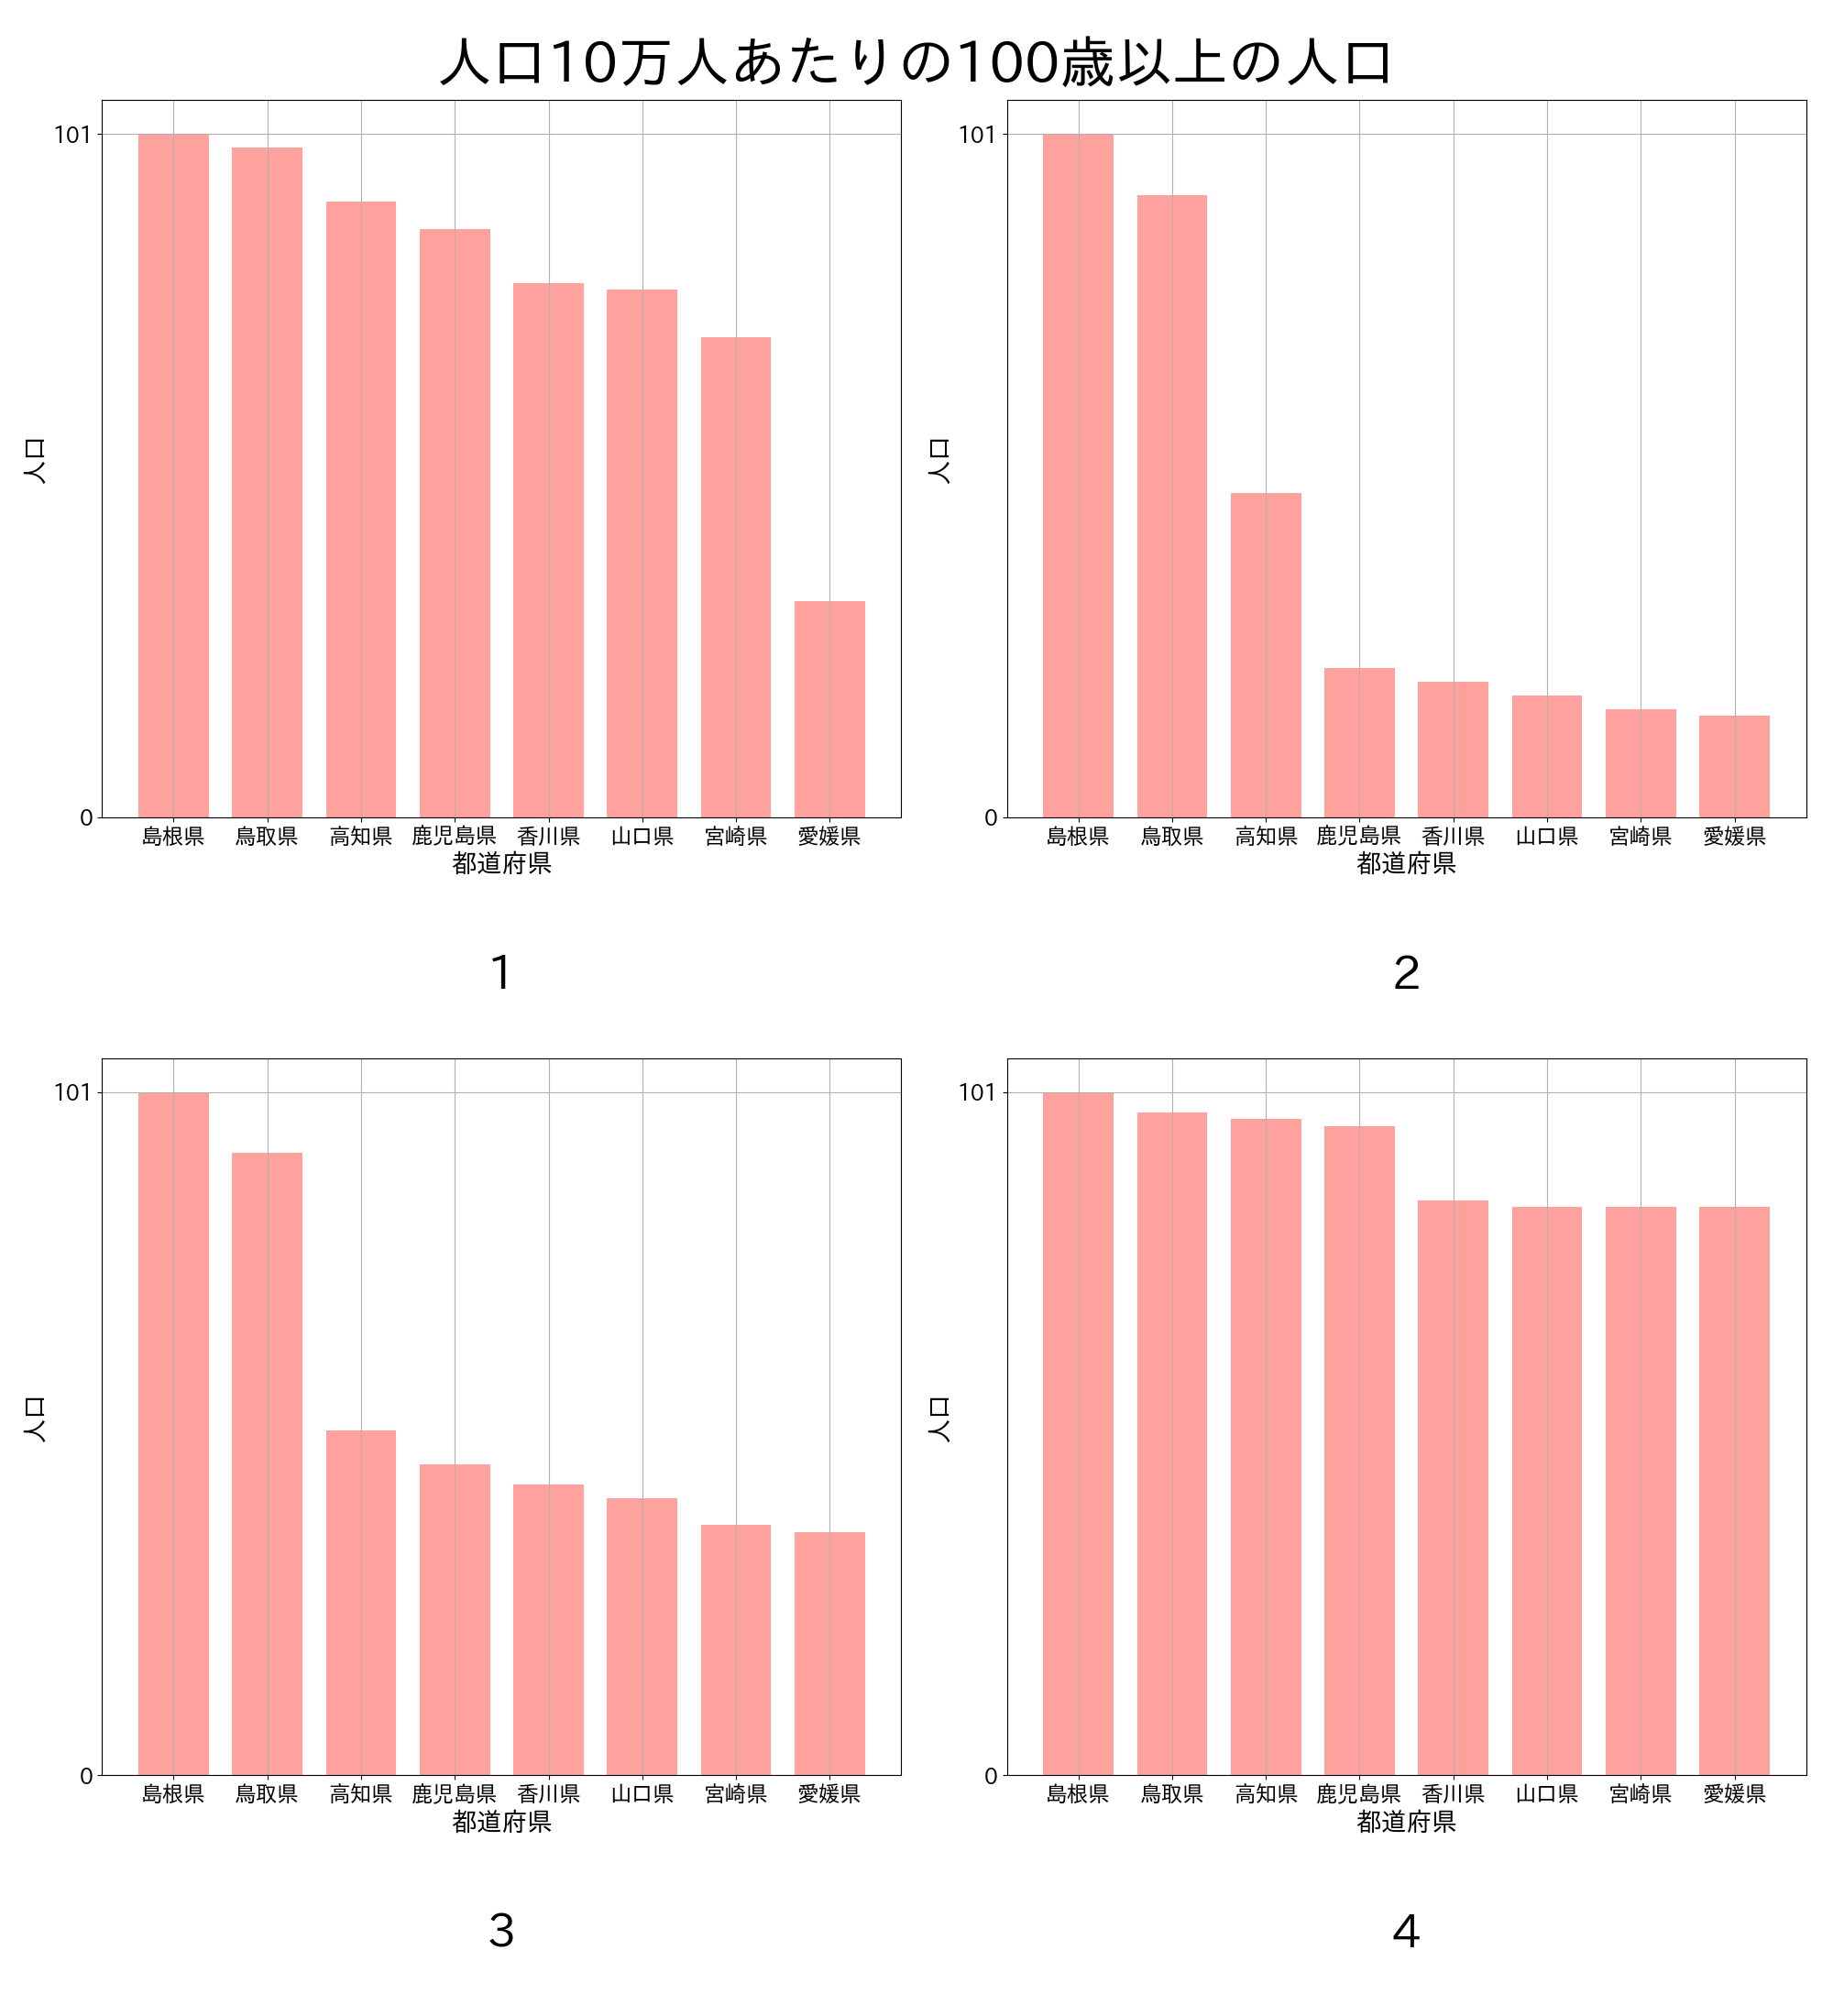 人口10万人あたりの100歳以上の人口
101
0
人口
島根県 鳥取県 高知県 鹿児島県 香川県 山口県 宮崎県 愛媛県
都道府県
1
101
0
人口
島根県 鳥取県 高知県 鹿児島県 香川県 山口県 宮崎県 愛媛県
都道府県
2
101
0
人口
島根県 鳥取県 高知県 鹿児島県 香川県 山口県 宮崎県 愛媛県
都道府県
3
101
0
人口
島根県 鳥取県 高知県 鹿児島県 香川県 山口県 宮崎県 愛媛県
都道府県
4